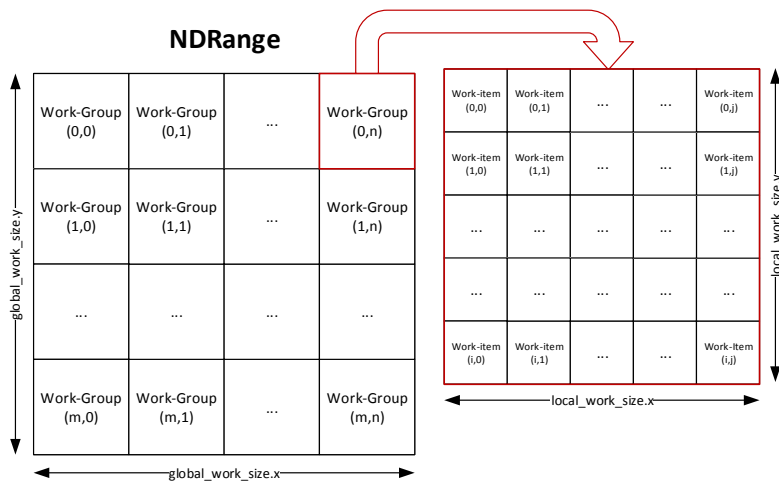 NDRange
Work-Group
(0,0)
Work-Group
(0,1)
...
Work-Group
(0,n)
Work-Group
(1,0)
Work-Group
(1,1)
...
Work-Group
(1,n)
...
...
...
...
Work-Group
(m,0)
Work-Group
(m,1)
...
Work-Group
(m,n)
global_work_size.y
global_work_size.x
Work-item
(0,0)
Work-item
(0,1)
...
...
Work-item
(0,j)
Work-item
(1,0)
Work-item
(1,1)
...
...
Work-item
(1,j)
...
...
...
...
...
...
...
...
...
...
Work-item
(i,0)
Work-item
(i,1)
...
...
Work-Item
(i,j)
local_work_size.y
local_work_size.x